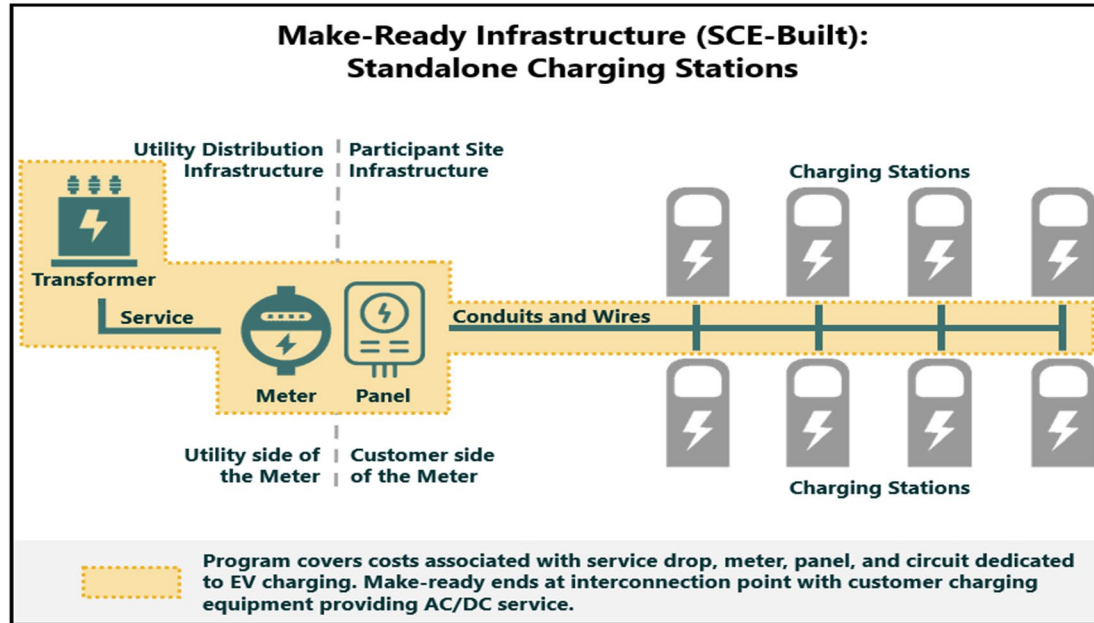 Make-Ready Infrastructure (SCE-Built):
Standalone Charging Stations
Utility Distribution
Infrastructure
Participant Site
Infrastructure
Charging Stations
Transformer
Service
Conduits and Wires
Meter
Panel
Utility side of
the Meter
Customer side
of the Meter
Charging Stations
Program covers costs associated with service drop, meter, panel, and circuit dedicated
to EV charging. Make-ready ends at interconnection point with customer charging
equipment providing AC/DC service.